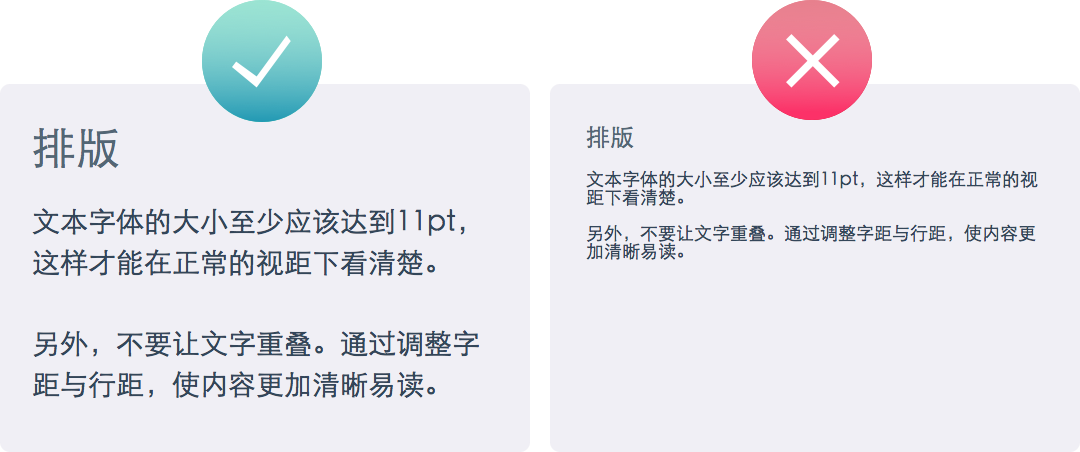 排版
文本字体的大小至少应该达到11pt，
这样才能在正常的视距下看清楚。
另外，不要让文字重叠。通过调整字
距与行距，使内容更加清晰易读。
排版
文本字体的大小至少应该达到11pt，这样才能在正常的视
距下看清楚。
另外，不要让文字重叠。通过调整字距与行距，使内容更
加清晰易读。